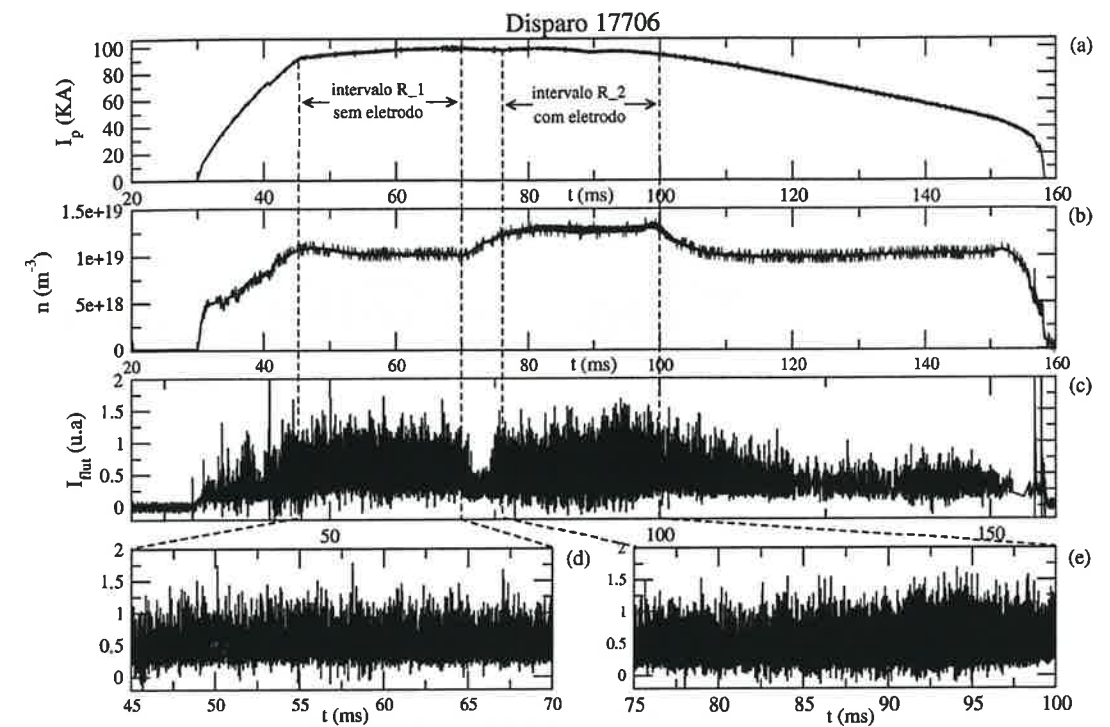 Disparo 17706
(a)
I_p (KA)
100
80
60
40
20
0
intervalo R_1
sem eletrodo
intervalo R_2
com eletrodo
20 40 60 80 t (ms) 100 120 140 160
(b)
n (m^-3)
1.5e+19
1e+19
5e+18
0
20 40 60 80 t (ms) 100 120 140 160
(c)
I_flut (u.a)
2
1.5
1
0.5
0
50 100 150
(d)
2
1.5
1
0.5
0
45 50 55 60 65 70
t (ms)
(e)
2
1.5
1
0.5
0
75 80 85 90 95 100
t (ms)